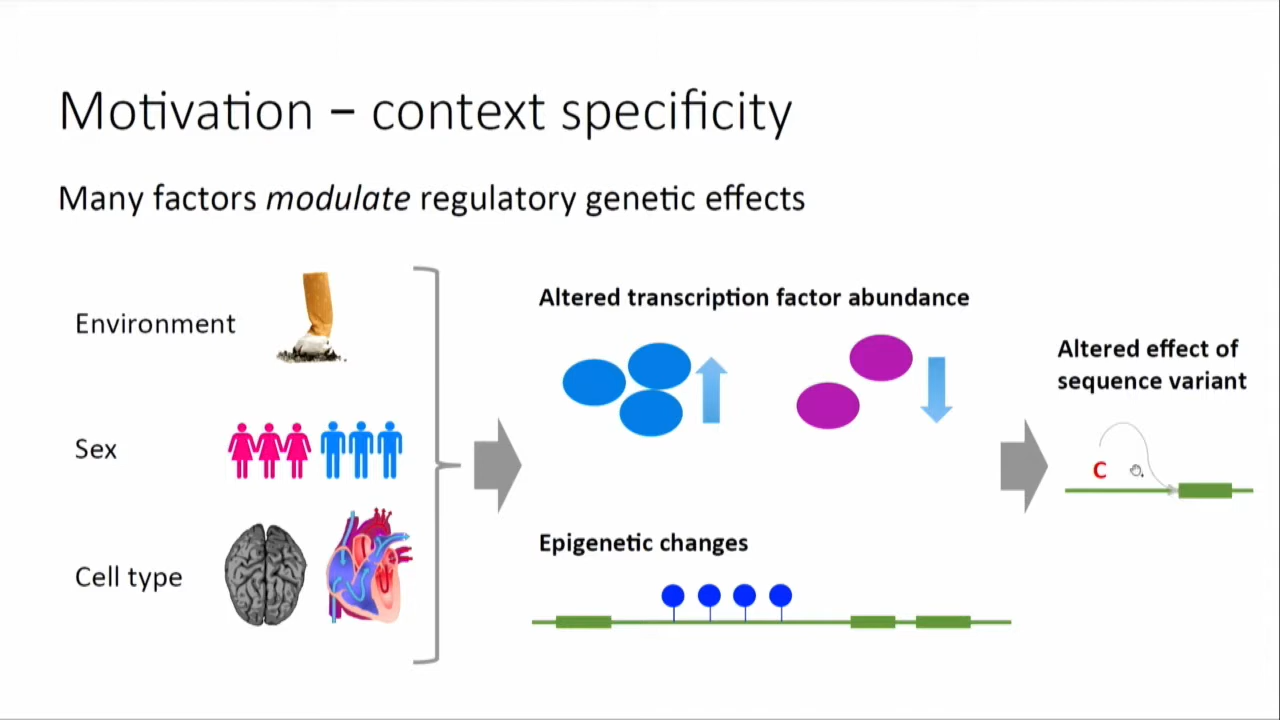 Motivation – context specificity
Many factors modulate regulatory genetic effects
Environment
Sex
Cell type
Altered transcription factor abundance
Epigenetic changes
Altered effect of
sequence variant
C